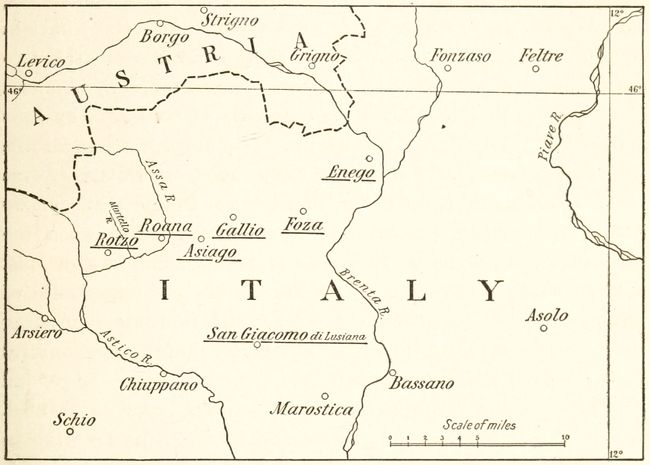 Strigno
12°
Borgo
AUSTRIA
Grigno
Levico
Fonzaso
Feltre
46°
46°
Piave R.
Enego
Assa R
Martello R.
Roana
Gallio
Foza
Rotzo
Asiago
ITALY
Brenta R.
Arsiero
Astico R.
San Giacomo di Lusiana
Asolo
Chiuppano
Bassano
Marostica
Schio
Scale of miles
0 1 2 3 4 5 10
12°